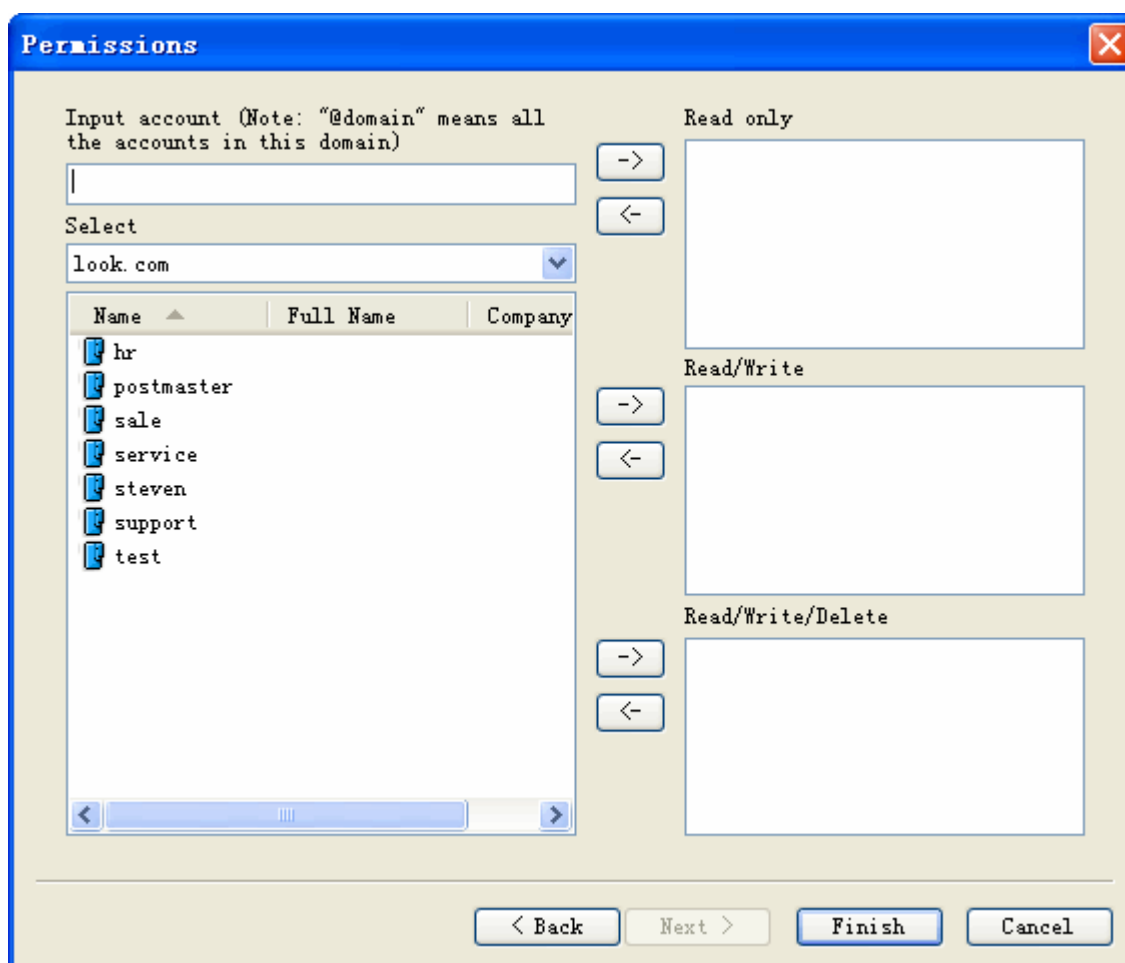 Permissions
Input account (Note: "@domain" means all
the accounts in this domain)
Select
look.com
Name Full Name Company
hr
postmaster
sale
service
steven
support
test
->
<-
Read only
->
<-
Read/Write
->
<-
Read/Write/Delete
< Back Next > Finish Cancel